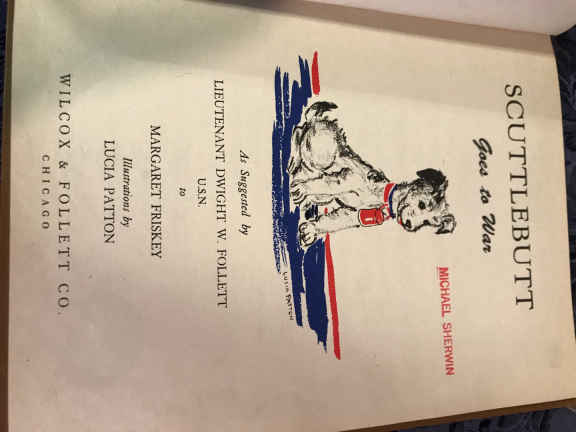 SCUTTLEBUTT
Goes to War
MICHAEL SHERWIN
LUCIA PATTON
As Suggested by
LIEUTENANT DWIGHT W. FOLLETT
U.S.N.
to
MARGARET FRISKEY
Illustrations by
LUCIA PATTON
WILCOX & FOLLETT CO.
CHICAGO